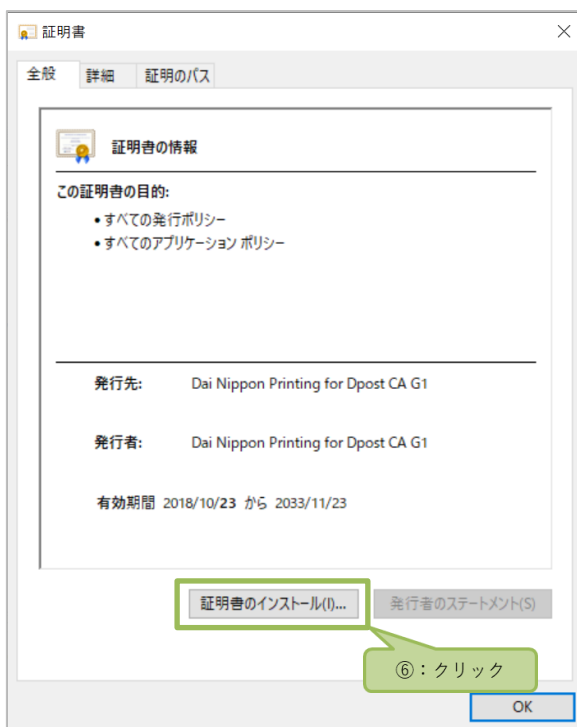 証明書
全般 詳細 証明のパス
証明書の情報
この証明書の目的:
• すべての発行ポリシー
• すべてのアプリケーション ポリシー
発行先: Dai Nippon Printing for Dpost CA G1
発行者: Dai Nippon Printing for Dpost CA G1
有効期間 2018/10/23 から 2033/11/23
証明書のインストール(I)... 発行者のステートメント(S)
⑥：クリック
OK